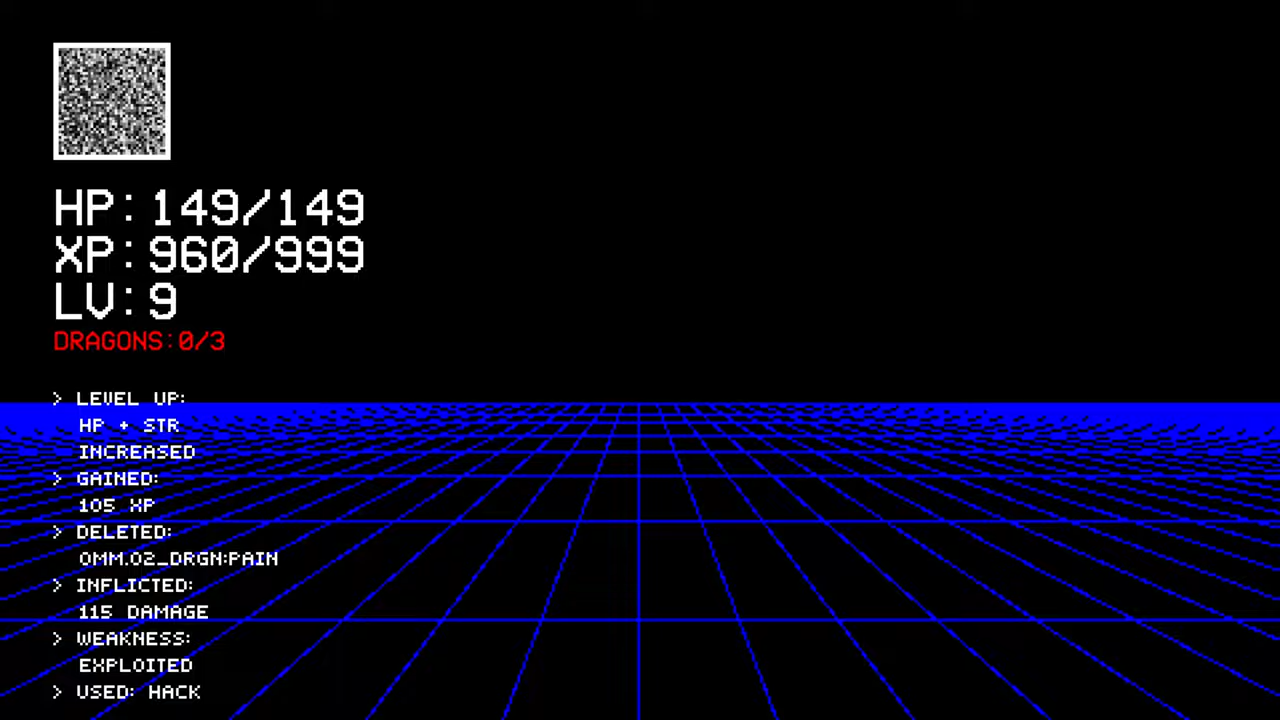 HP: 149/149
XP: 960/999
LV: 9
DRAGONS:0/3
> LEVEL UP:
HP + STR
INCREASED
> GAINED:
105 XP
> DELETED:
OMM.02_DRGN:PAIN
> INFLICTED:
115 DAMAGE
> WEAKNESS:
EXPLOITED
> USED: HACK